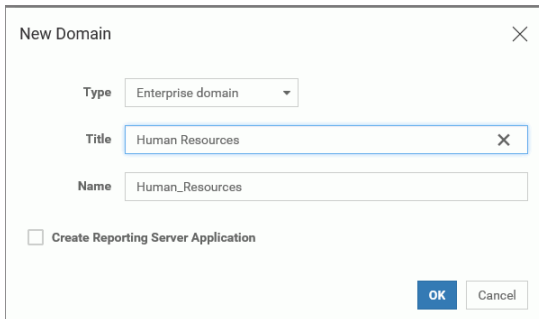 New Domain
Type Enterprise domain
Title Human Resources
Name Human_Resources
Create Reporting Server Application
OK Cancel